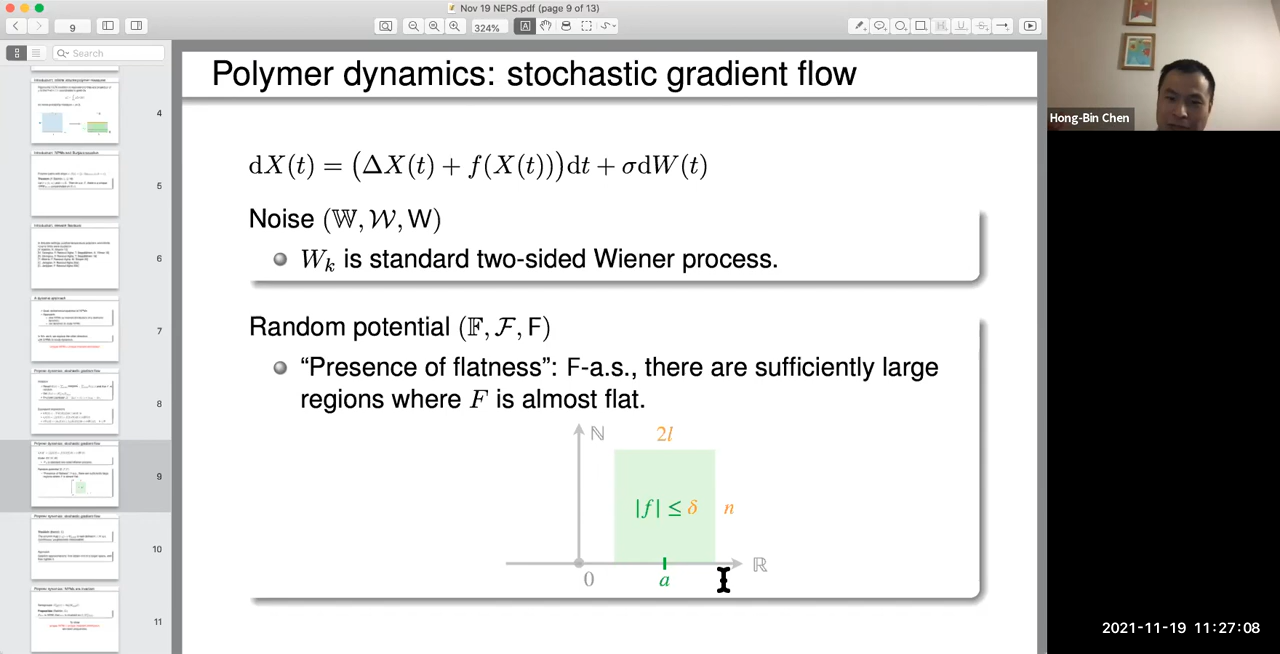 Nov 19 NEPS.pdf (page 9 of 13)
9
324%
A
Search
4
5
6
7
8
9
10
11
Polymer dynamics: stochastic gradient flow
dX(t) = (ΔX(t) + f(X(t)))dt + σdW(t)
Noise (𝕎, 𝒲, W)
W_k is standard two-sided Wiener process.
Random potential (𝔽, ℱ, F)
“Presence of flatness”: F-a.s., there are sufficiently large
regions where F is almost flat.
ℕ
2l
|f| ≤ δ
n
ℝ
0
a
Hong-Bin Chen
2021-11-19 11:27:08